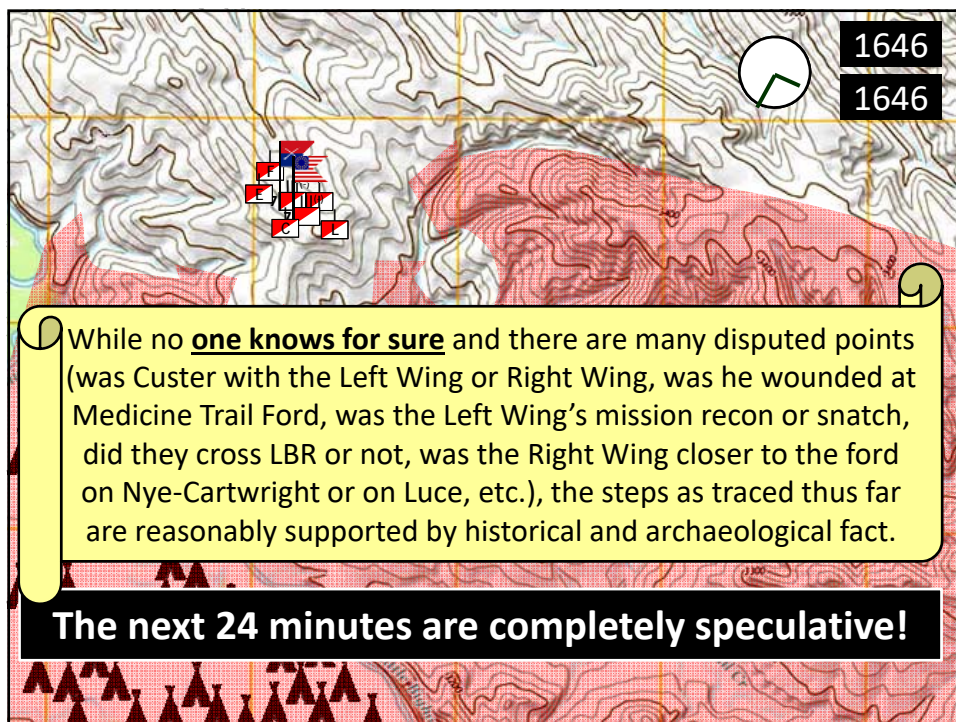 1646
1646
F
E
C
L
While no one knows for sure and there are many disputed points
(was Custer with the Left Wing or Right Wing, was he wounded at
Medicine Trail Ford, was the Left Wing’s mission recon or snatch,
did they cross LBR or not, was the Right Wing closer to the ford
on Nye-Cartwright or on Luce, etc.), the steps as traced thus far
are reasonably supported by historical and archaeological fact.
The next 24 minutes are completely speculative!